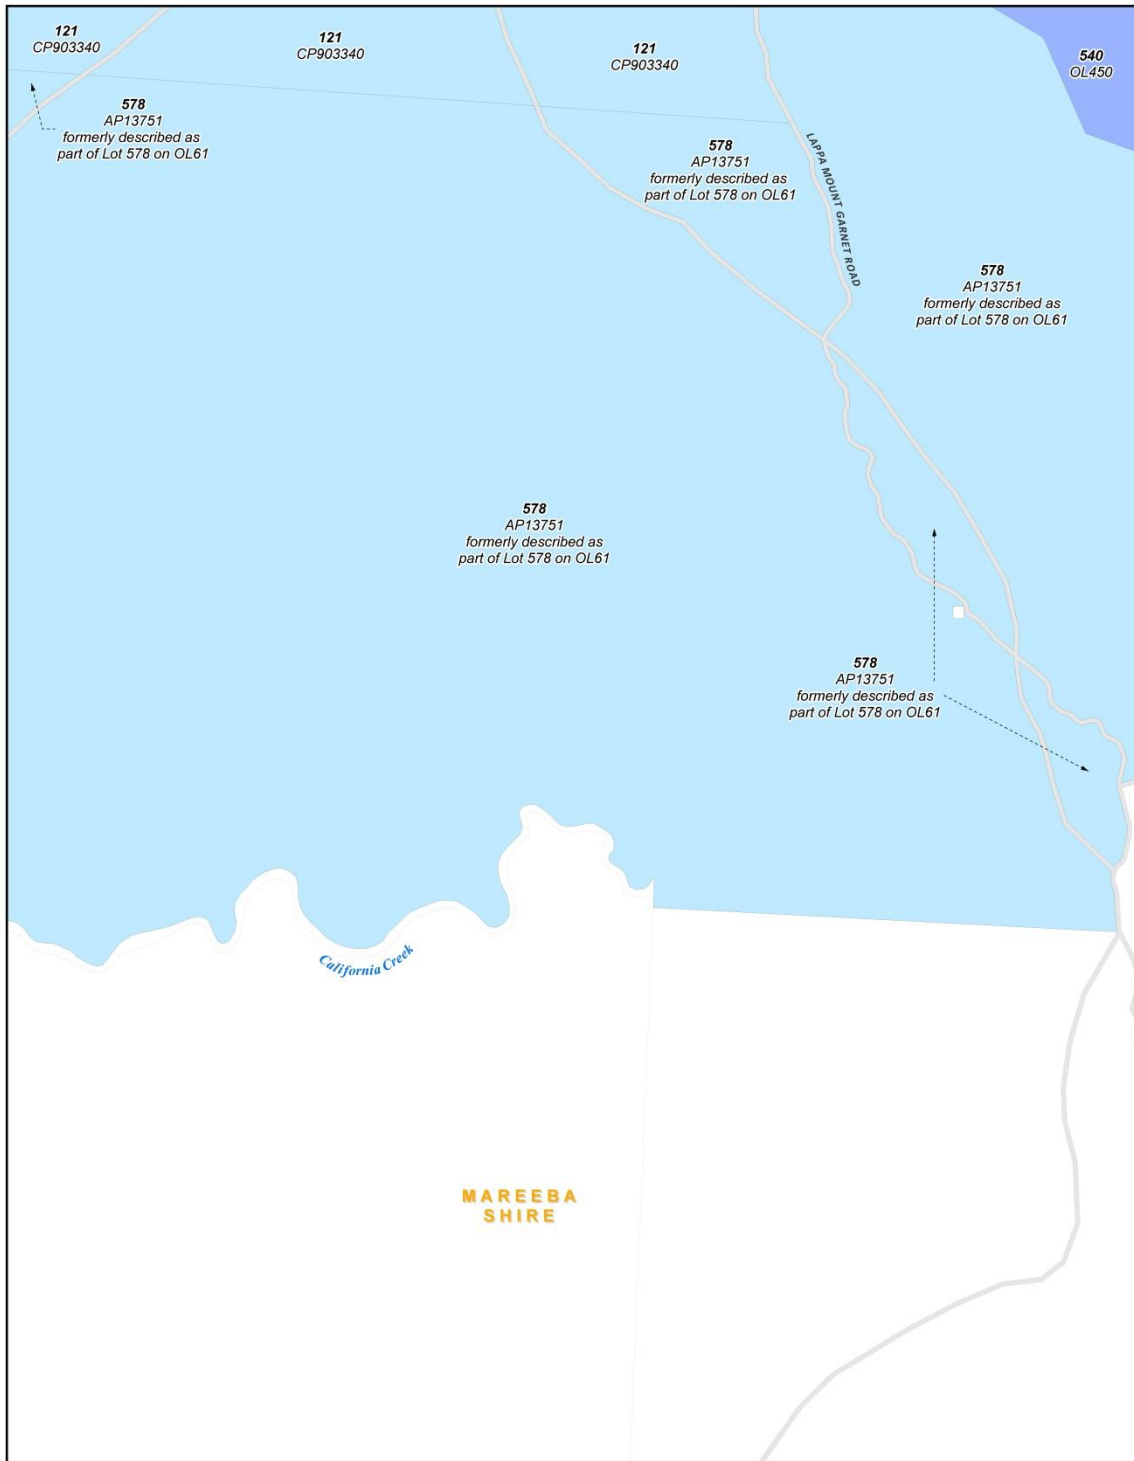 121
CP903340
121
CP903340
121
CP903340
540
OL450
578
AP13751
formerly described as
part of Lot 578 on OL61
578
AP13751
formerly described as
part of Lot 578 on OL61
LAPPA MOUNT GARNET ROAD
578
AP13751
formerly described as
part of Lot 578 on OL61
578
AP13751
formerly described as
part of Lot 578 on OL61
578
AP13751
formerly described as
part of Lot 578 on OL61
California Creek
MAREEBA
SHIRE